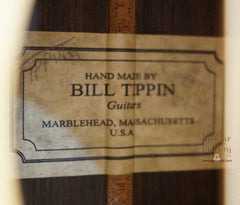 HAND MADE BY
BILL TIPPIN
Guitars
MARBLEHEAD, MASSACHUSETTS
U.S.A.